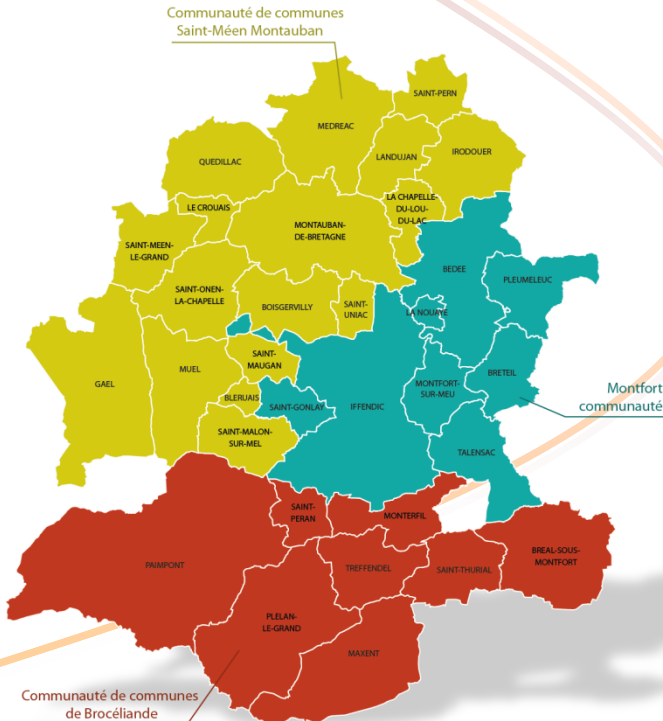 Communauté de communes
Saint-Méen Montauban
SAINT-PERN
MEDREAC
LANDUJAN
IRODOUER
QUEDILLAC
LE CROUAIS
LA CHAPELLE-
DU-LOU-
DU-LAC
MONTAUBAN-
DE-BRETAGNE
SAINT-MEEN-
LE-GRAND
BEDEE
PLEUMELEUC
SAINT-ONEN-
LA-CHAPELLE
BOISGERVILLY
SAINT-
UNIAC
LA NOUAYE
SAINT-
MAUGAN
MUEL
GAEL
BRETEIL
MONTFORT-
SUR-MEU
Montfort
communauté
BLERUAIS
SAINT-GONLAY
IFFENDIC
SAINT-MALON-
SUR-MEL
TALENSAC
SAINT-
PERAN
MONTERFIL
BREAL-SOUS-
MONTFORT
PAIMPONT
TREFFENDEL
SAINT-THURIAL
PLELAN-
LE-GRAND
MAXENT
Communauté de communes
de Brocéliande